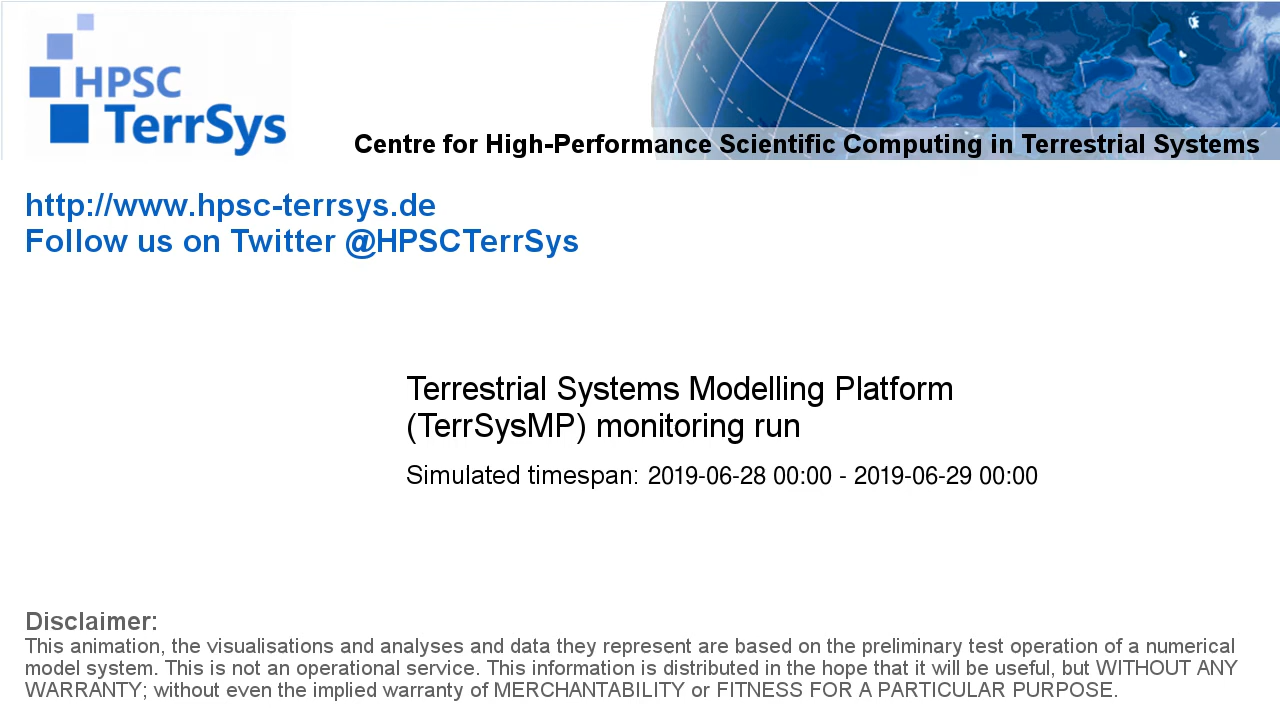 HPSC
TerrSys
Centre for High-Performance Scientific Computing in Terrestrial Systems
http://www.hpsc-terrsys.de
Follow us on Twitter @HPSCTerrSys
Terrestrial Systems Modelling Platform
(TerrSysMP) monitoring run
Simulated timespan: 2019-06-28 00:00 - 2019-06-29 00:00
Disclaimer:
This animation, the visualisations and analyses and data they represent are based on the preliminary test operation of a numerical
model system. This is not an operational service. This information is distributed in the hope that it will be useful, but WITHOUT ANY
WARRANTY; without even the implied warranty of MERCHANTABILITY or FITNESS FOR A PARTICULAR PURPOSE.